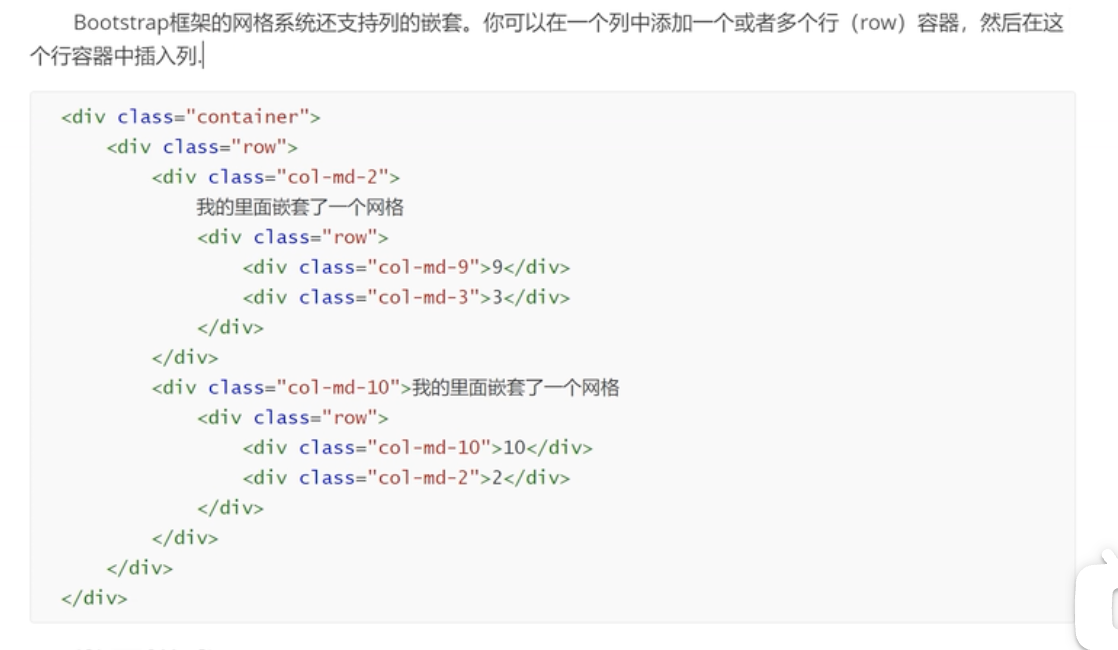 Bootstrap框架的网格系统还支持列的嵌套。你可以在一个列中添加一个或者多个行（row）容器，然后在这
个行容器中插入列.
<div class="container">
<div class="row">
<div class="col-md-2">
我的里面嵌套了一个网格
<div class="row">
<div class="col-md-9">9</div>
<div class="col-md-3">3</div>
</div>
</div>
<div class="col-md-10">我的里面嵌套了一个网格
<div class="row">
<div class="col-md-10">10</div>
<div class="col-md-2">2</div>
</div>
</div>
</div>
</div>